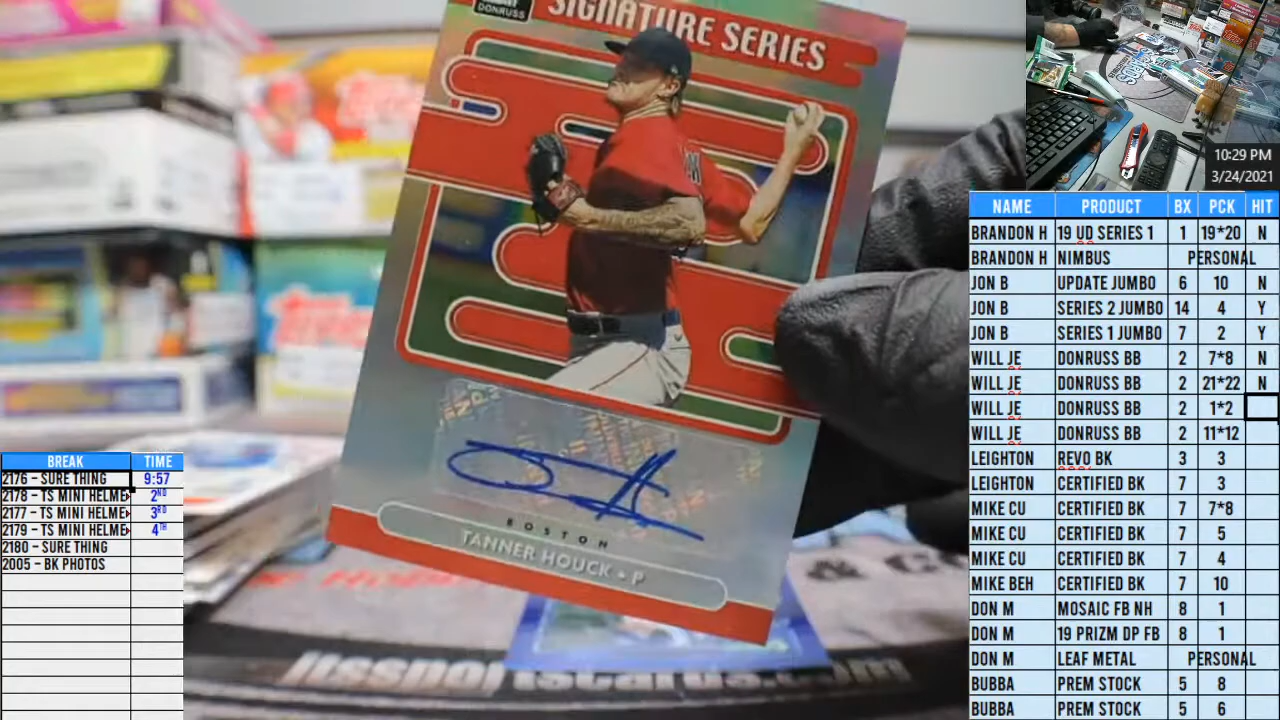 DONRUSS
SIGNATURE SERIES
BOSTON
TANNER HOUCK • P
10:29 PM
3/24/2021
NAME PRODUCT BX PCK HIT
BRANDON H 19 UD SERIES 1 1 19*20 N
BRANDON H NIMBUS PERSONAL
JON B UPDATE JUMBO 6 10 N
JON B SERIES 2 JUMBO 14 4 Y
JON B SERIES 1 JUMBO 7 2 Y
WILL JE DONRUSS BB 2 7*8 N
WILL JE DONRUSS BB 2 21*22 N
WILL JE DONRUSS BB 2 1*2
WILL JE DONRUSS BB 2 11*12
LEIGHTON REVO BK 3 3
LEIGHTON CERTIFIED BK 7 3
MIKE CU CERTIFIED BK 7 7*8
MIKE CU CERTIFIED BK 7 5
MIKE CU CERTIFIED BK 7 4
MIKE BEH CERTIFIED BK 7 10
DON M MOSAIC FB NH 8 1
DON M 19 PRIZM DP FB 8 1
DON M LEAF METAL PERSONAL
BUBBA PREM STOCK 5 8
BUBBA PREM STOCK 5 6
BREAK TIME
2176 – SURE THING 9:57
2178 – TS MINI HELME 2ND
2177 – TS MINI HELME 3RD
2179 – TS MINI HELME 4TH
2180 – SURE THING
2005 – BK PHOTOS